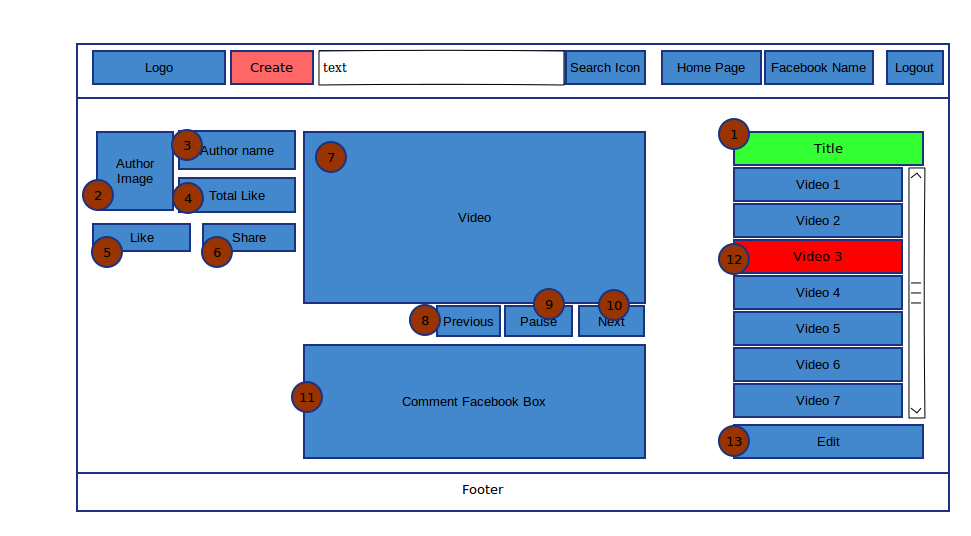 Logo
Create
text
Search Icon
Home Page
Facebook Name
Logout
Author
Image
2
3
Author name
4
Total Like
5
Like
6
Share
7
Video
8
Previous
9
Pause
10
Next
11
Comment Facebook Box
1
Title
Video 1
Video 2
12
Video 3
Video 4
Video 5
Video 6
Video 7
13
Edit
Footer